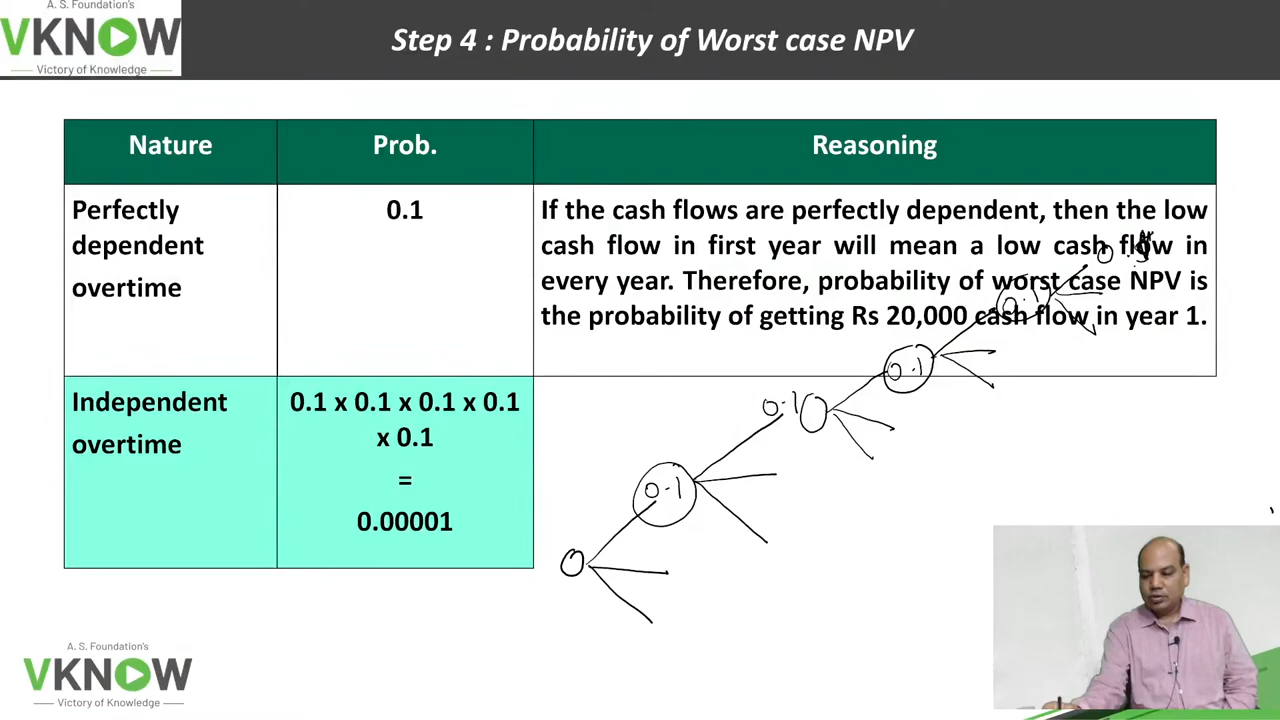 A. S. Foundation's
VKNOW
Victory of Knowledge
Step 4 : Probability of Worst case NPV
Nature Prob. Reasoning
Perfectly
dependent
overtime
0.1
If the cash flows are perfectly dependent, then the low
cash flow in first year will mean a low cash flow in
every year. Therefore, probability of worst case NPV is
the probability of getting Rs 20,000 cash flow in year 1.
Independent
overtime
0.1 x 0.1 x 0.1 x 0.1
x 0.1
=
0.00001
0.1
0.1
0.1
0.1
A. S. Foundation's
VKNOW
Victory of Knowledge